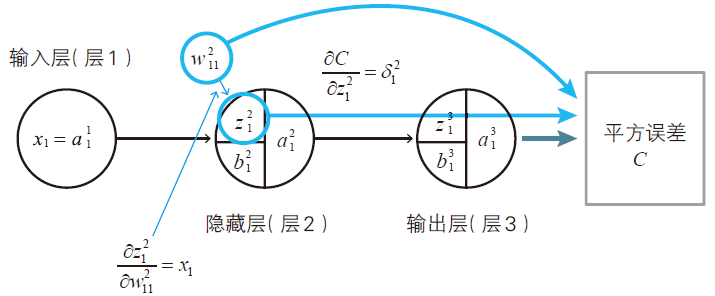 输入层(层1)
w²₁₁
∂C/∂z²₁ = δ²₁
x₁ = a¹₁
z²₁
b²₁
a²₁
z³₁
b³₁
a³₁
平方误差
C
隐藏层(层2)
输出层(层3)
∂z²₁/∂w²₁₁ = x₁